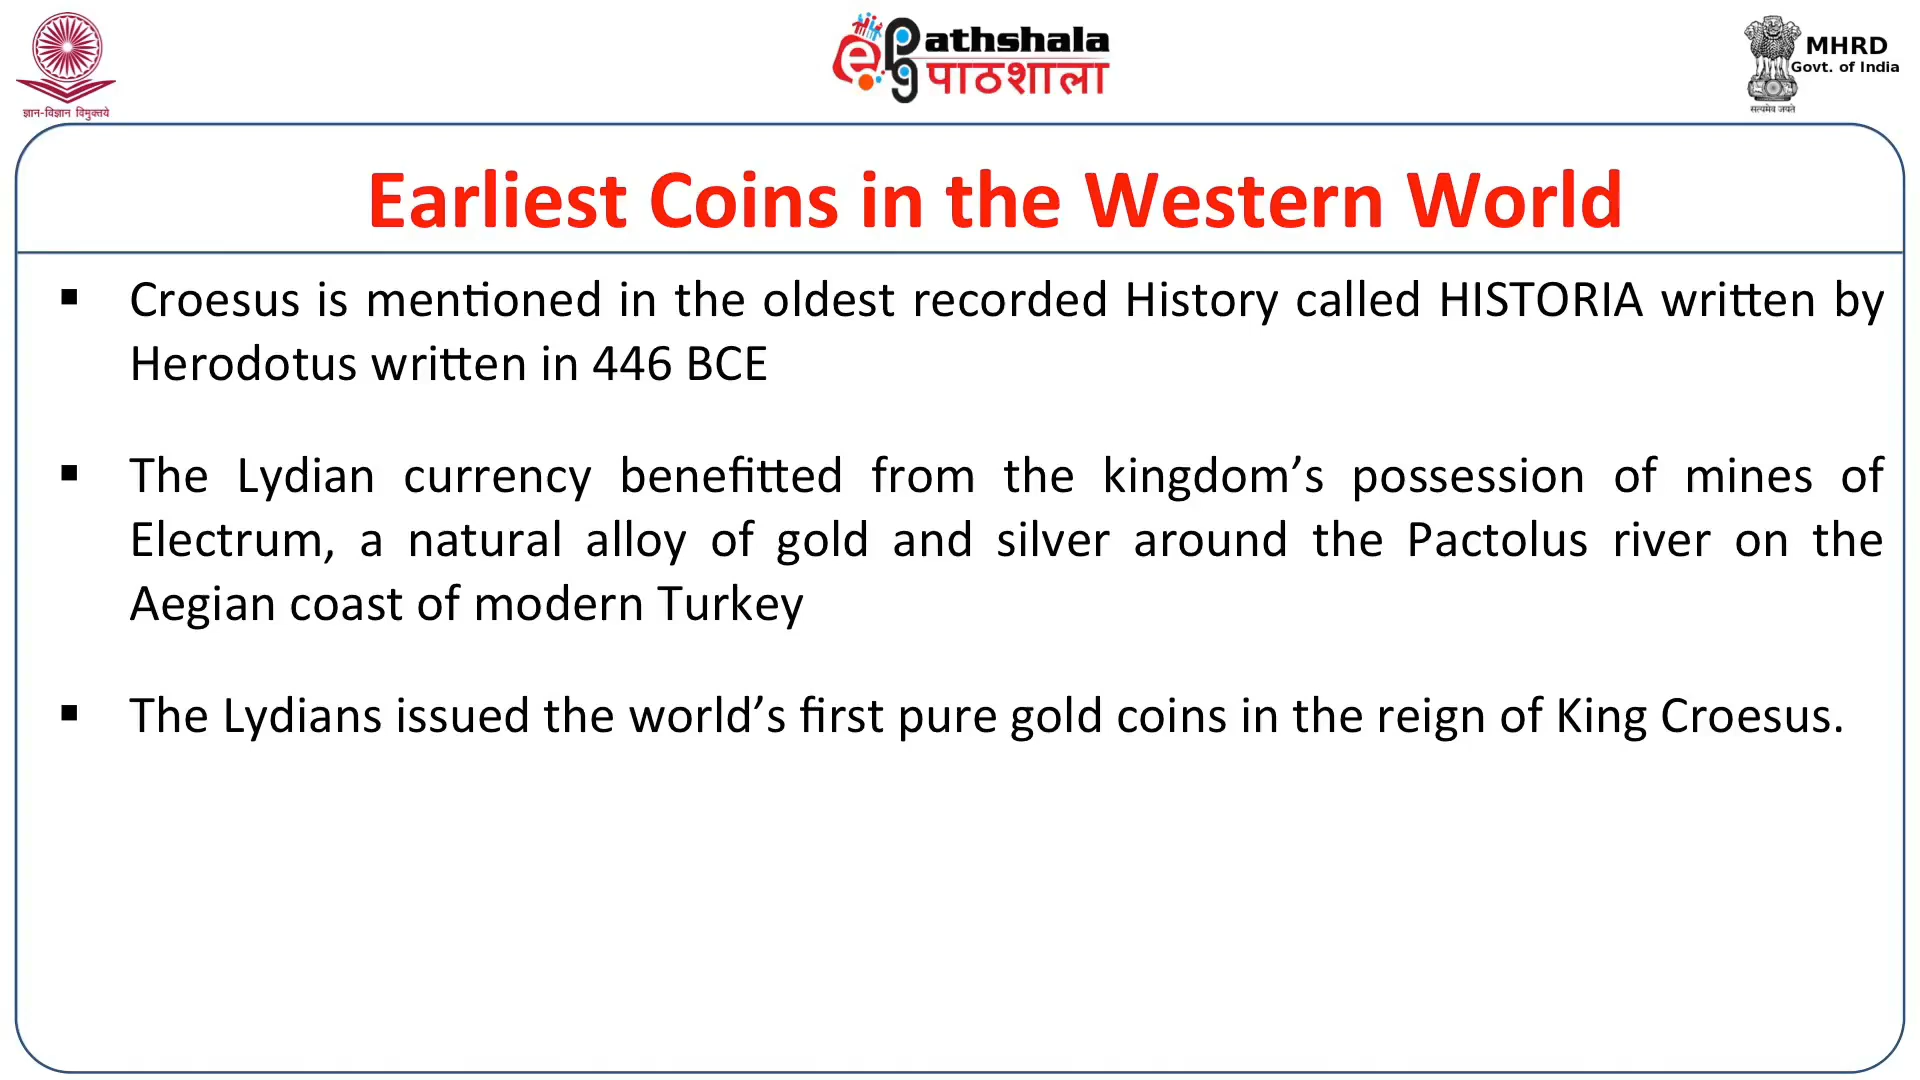 ज्ञान-विज्ञान विमुक्तये
ePathshala
पाठशाला
MHRD
Govt. of India
सत्यमेव जयते
Earliest Coins in the Western World
▪ Croesus is mentioned in the oldest recorded History called HISTORIA written by
Herodotus written in 446 BCE
▪ The Lydian currency benefitted from the kingdom’s possession of mines of
Electrum, a natural alloy of gold and silver around the Pactolus river on the
Aegian coast of modern Turkey
▪ The Lydians issued the world’s first pure gold coins in the reign of King Croesus.